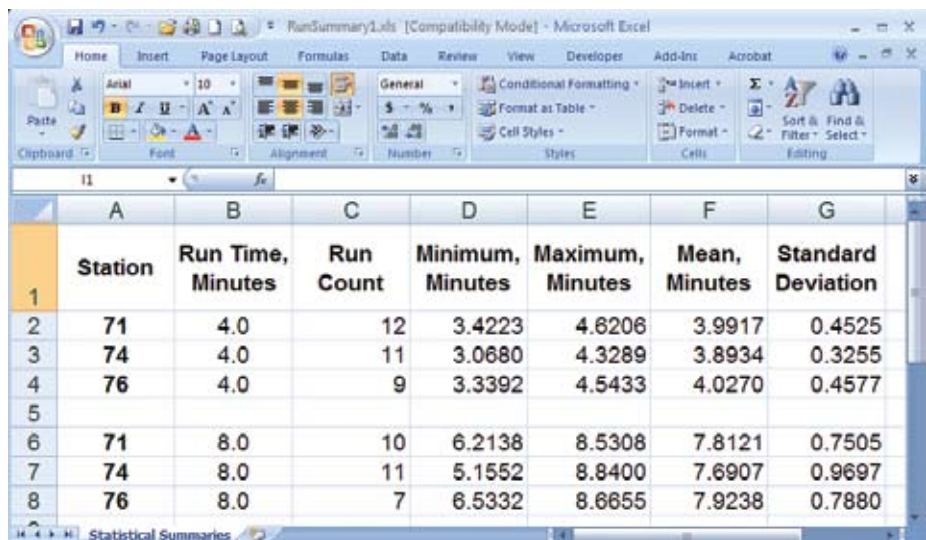 RunSummary1.xls [Compatibility Mode] - Microsoft Excel
Home Insert Page Layout Formulas Data Review View Developer Add-Ins Acrobat
Arial 10 General Conditional Formatting Insert Σ
Paste B I U A A $ % , Format as Table Delete Sort & Find &
A Cell Styles Format Filter Select
Clipboard Font Alignment Number Styles Cells Editing
I1 fx
A B C D E F G
Station Run Time, Minutes Run Count Minimum, Minutes Maximum, Minutes Mean, Minutes Standard Deviation
1
2 71 4.0 12 3.4223 4.6206 3.9917 0.4525
3 74 4.0 11 3.0680 4.3289 3.8934 0.3255
4 76 4.0 9 3.3392 4.5433 4.0270 0.4577
5
6 71 8.0 10 6.2138 8.5308 7.8121 0.7505
7 74 8.0 11 5.1552 8.8400 7.6907 0.9697
8 76 8.0 7 6.5332 8.6655 7.9238 0.7880
Statistical Summaries